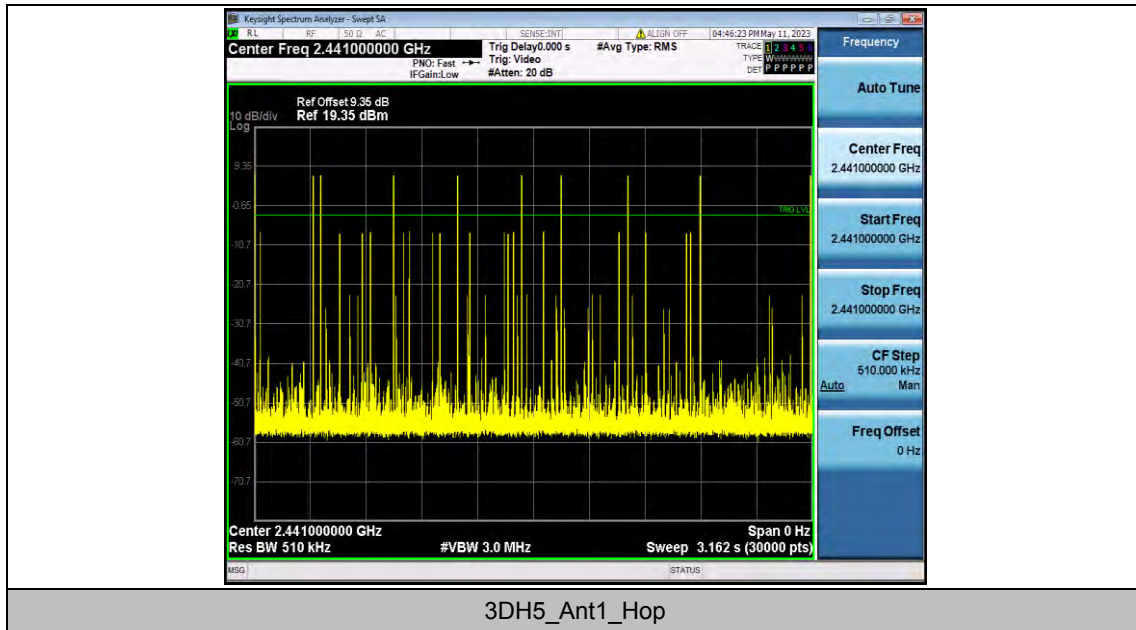 Keysight Spectrum Analyzer - Swept SA
RL RF 50 Ω AC SENSE:INT ALIGN OFF 04:46:23 PM May 11, 2023
Center Freq 2.441000000 GHz
PNO: Fast
IFGain:Low
Trig Delay0.000 s
Trig: Video
#Atten: 20 dB
#Avg Type: RMS
TRACE 1 2 3 4 5 6
TYPE WWWWWW
DET P P P P P P
Ref Offset 9.35 dB
10 dB/div Ref 19.35 dBm
Log
9.35
-0.65
TRIG LVL
-10.7
-20.7
-30.7
-40.7
-50.7
-60.7
-70.7
Center 2.441000000 GHz Span 0 Hz
Res BW 510 kHz #VBW 3.0 MHz Sweep 3.162 s (30000 pts)
MSG STATUS
Frequency
Auto Tune
Center Freq
2.441000000 GHz
Start Freq
2.441000000 GHz
Stop Freq
2.441000000 GHz
CF Step
510.000 kHz
Auto Man
Freq Offset
0 Hz
3DH5_Ant1_Hop